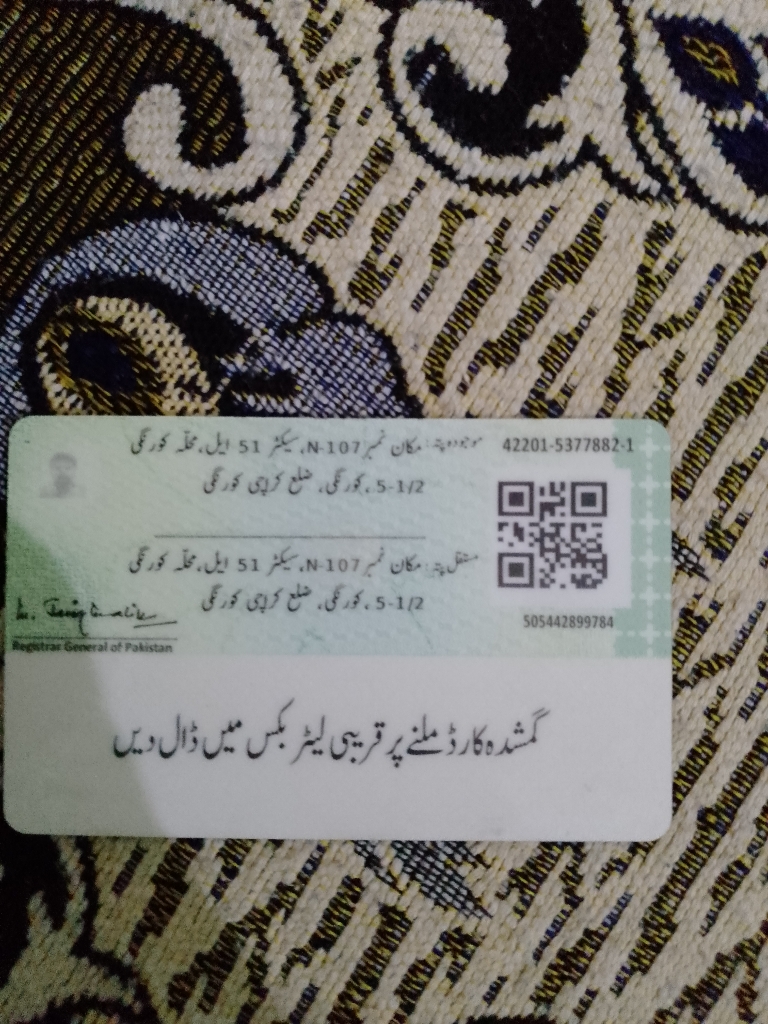 موجودہ پتہ: مکان نمبر N-107، سیکٹر 51 ایل، محلّہ کورنگی
42201-5377882-1
5-1/2، کورنگی، ضلع کراچی کورنگی
مستقل پتہ: مکان نمبر N-107، سیکٹر 51 ایل، محلّہ کورنگی
5-1/2، کورنگی، ضلع کراچی کورنگی
505442899784
Registrar General of Pakistan
گمشدہ کارڈ ملنے پر قریبی لیٹر بکس میں ڈال دیں